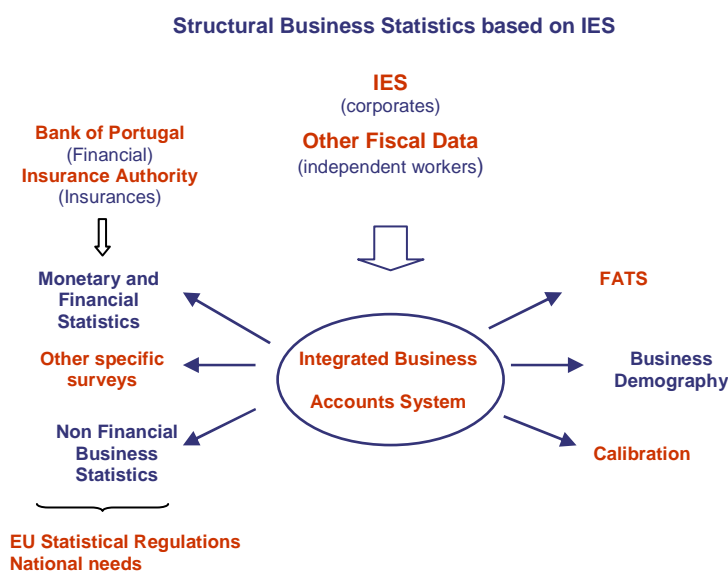 Structural Business Statistics based on IES
IES
(corporates)
Other Fiscal Data
(independent workers)
Bank of Portugal
(Financial)
Insurance Authority
(Insurances)
Monetary and
Financial
Statistics
Other specific
surveys
Non Financial
Business
Statistics
Integrated Business
Accounts System
FATS
Business
Demography
Calibration
EU Statistical Regulations
National needs